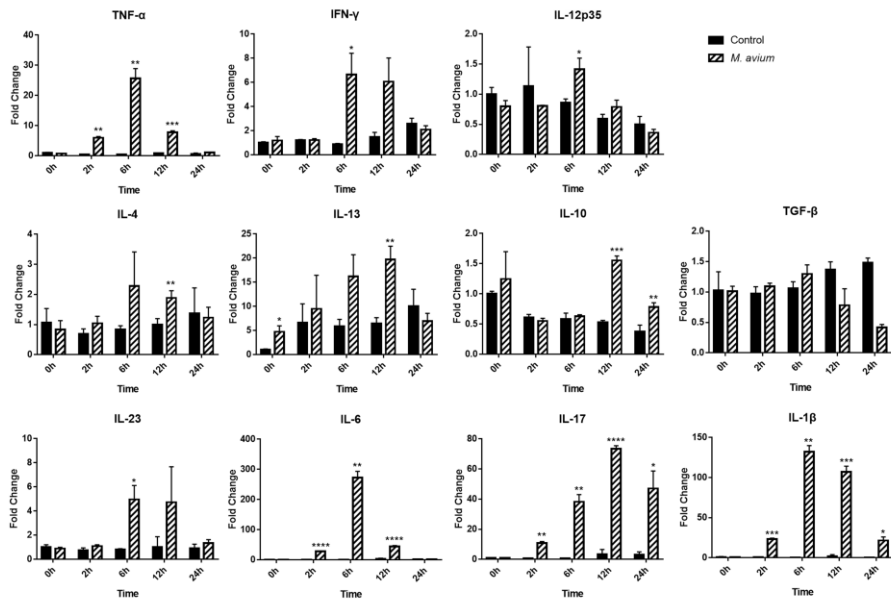 TNF-α
Fold Change
40
30
20
10
0
**
**
***
0h
2h
6h
12h
24h
Time
IFN-γ
Fold Change
10
8
6
4
2
0
*
0h
2h
6h
12h
24h
Time
IL-12p35
Fold Change
2.0
1.5
1.0
0.5
0.0
*
0h
2h
6h
12h
24h
Time
Control
M. avium
IL-4
Fold Change
4
3
2
1
0
**
0h
2h
6h
12h
24h
Time
IL-13
Fold Change
25
20
15
10
5
0
*
**
0h
2h
6h
12h
24h
Time
IL-10
Fold Change
2.0
1.5
1.0
0.5
0.0
***
**
0h
2h
6h
12h
24h
Time
TGF-β
Fold Change
2.0
1.5
1.0
0.5
0.0
0h
2h
6h
12h
24h
Time
IL-23
Fold Change
10
8
6
4
2
0
*
0h
2h
6h
12h
24h
Time
IL-6
Fold Change
400
300
200
100
0
****
**
****
0h
2h
6h
12h
24h
Time
IL-17
Fold Change
80
60
40
20
0
**
**
****
*
0h
2h
6h
12h
24h
Time
IL-1β
Fold Change
150
100
50
0
***
**
***
*
0h
2h
6h
12h
24h
Time